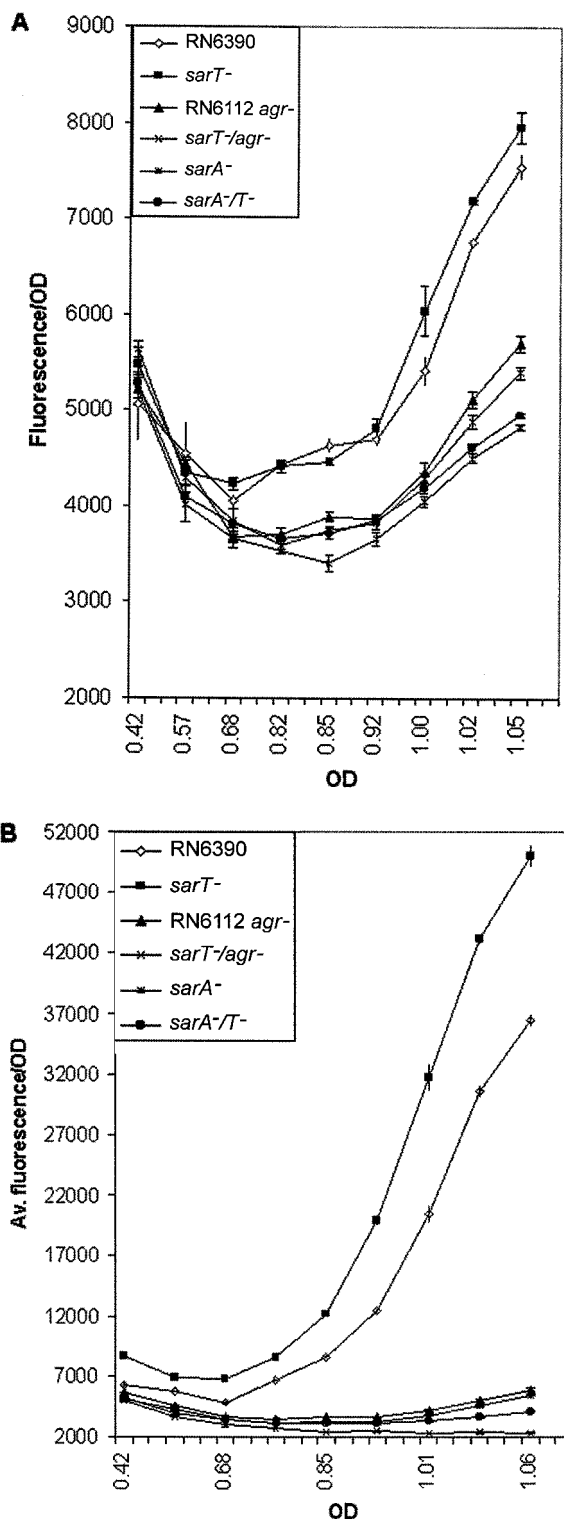 A
9000
8000
7000
6000
5000
4000
3000
2000
Fluorescence/OD
RN6390
sarT-
RN6112 agr-
sarT-/agr-
sarA-
sarA-/T-
0.42
0.57
0.68
0.82
0.85
0.92
1.00
1.02
1.05
OD
B
52000
47000
42000
37000
32000
27000
22000
17000
12000
7000
2000
Av. fluorescence/OD
RN6390
sarT-
RN6112 agr-
sarT-/agr-
sarA-
sarA-/T-
0.42
0.68
0.85
1.01
1.06
OD